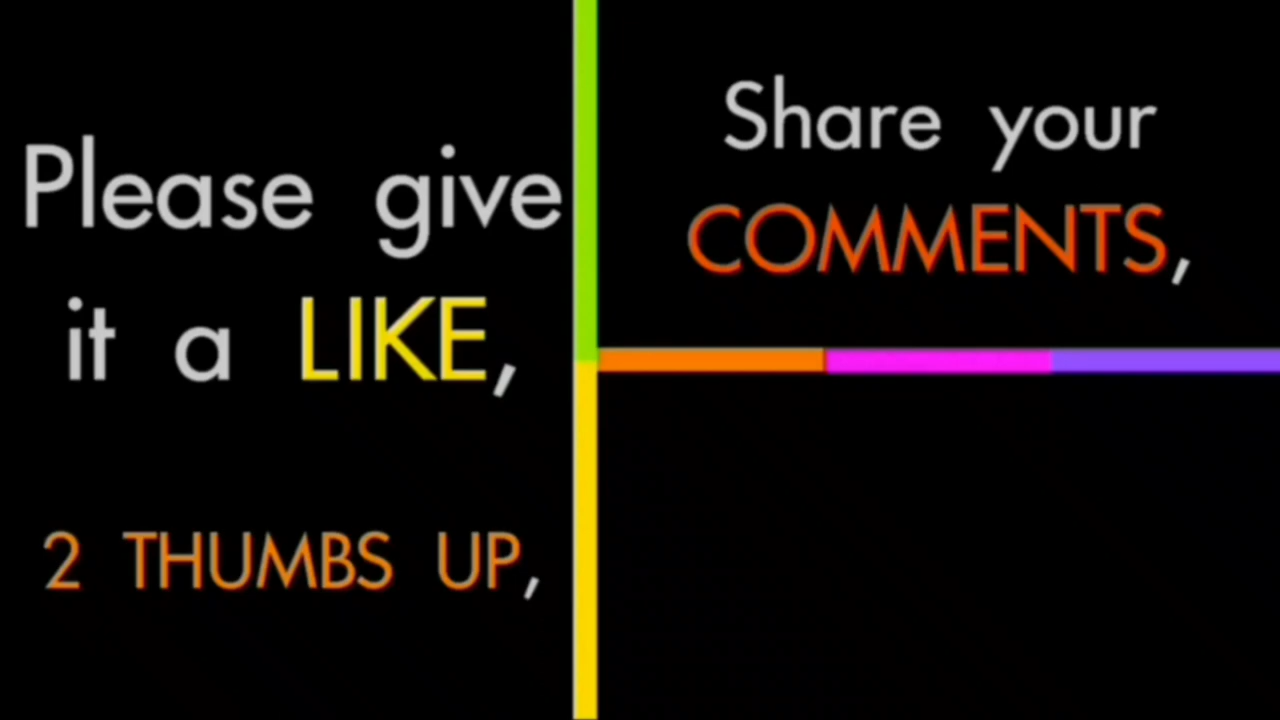 Please give
it a LIKE,
2 THUMBS UP,
Share your
COMMENTS,